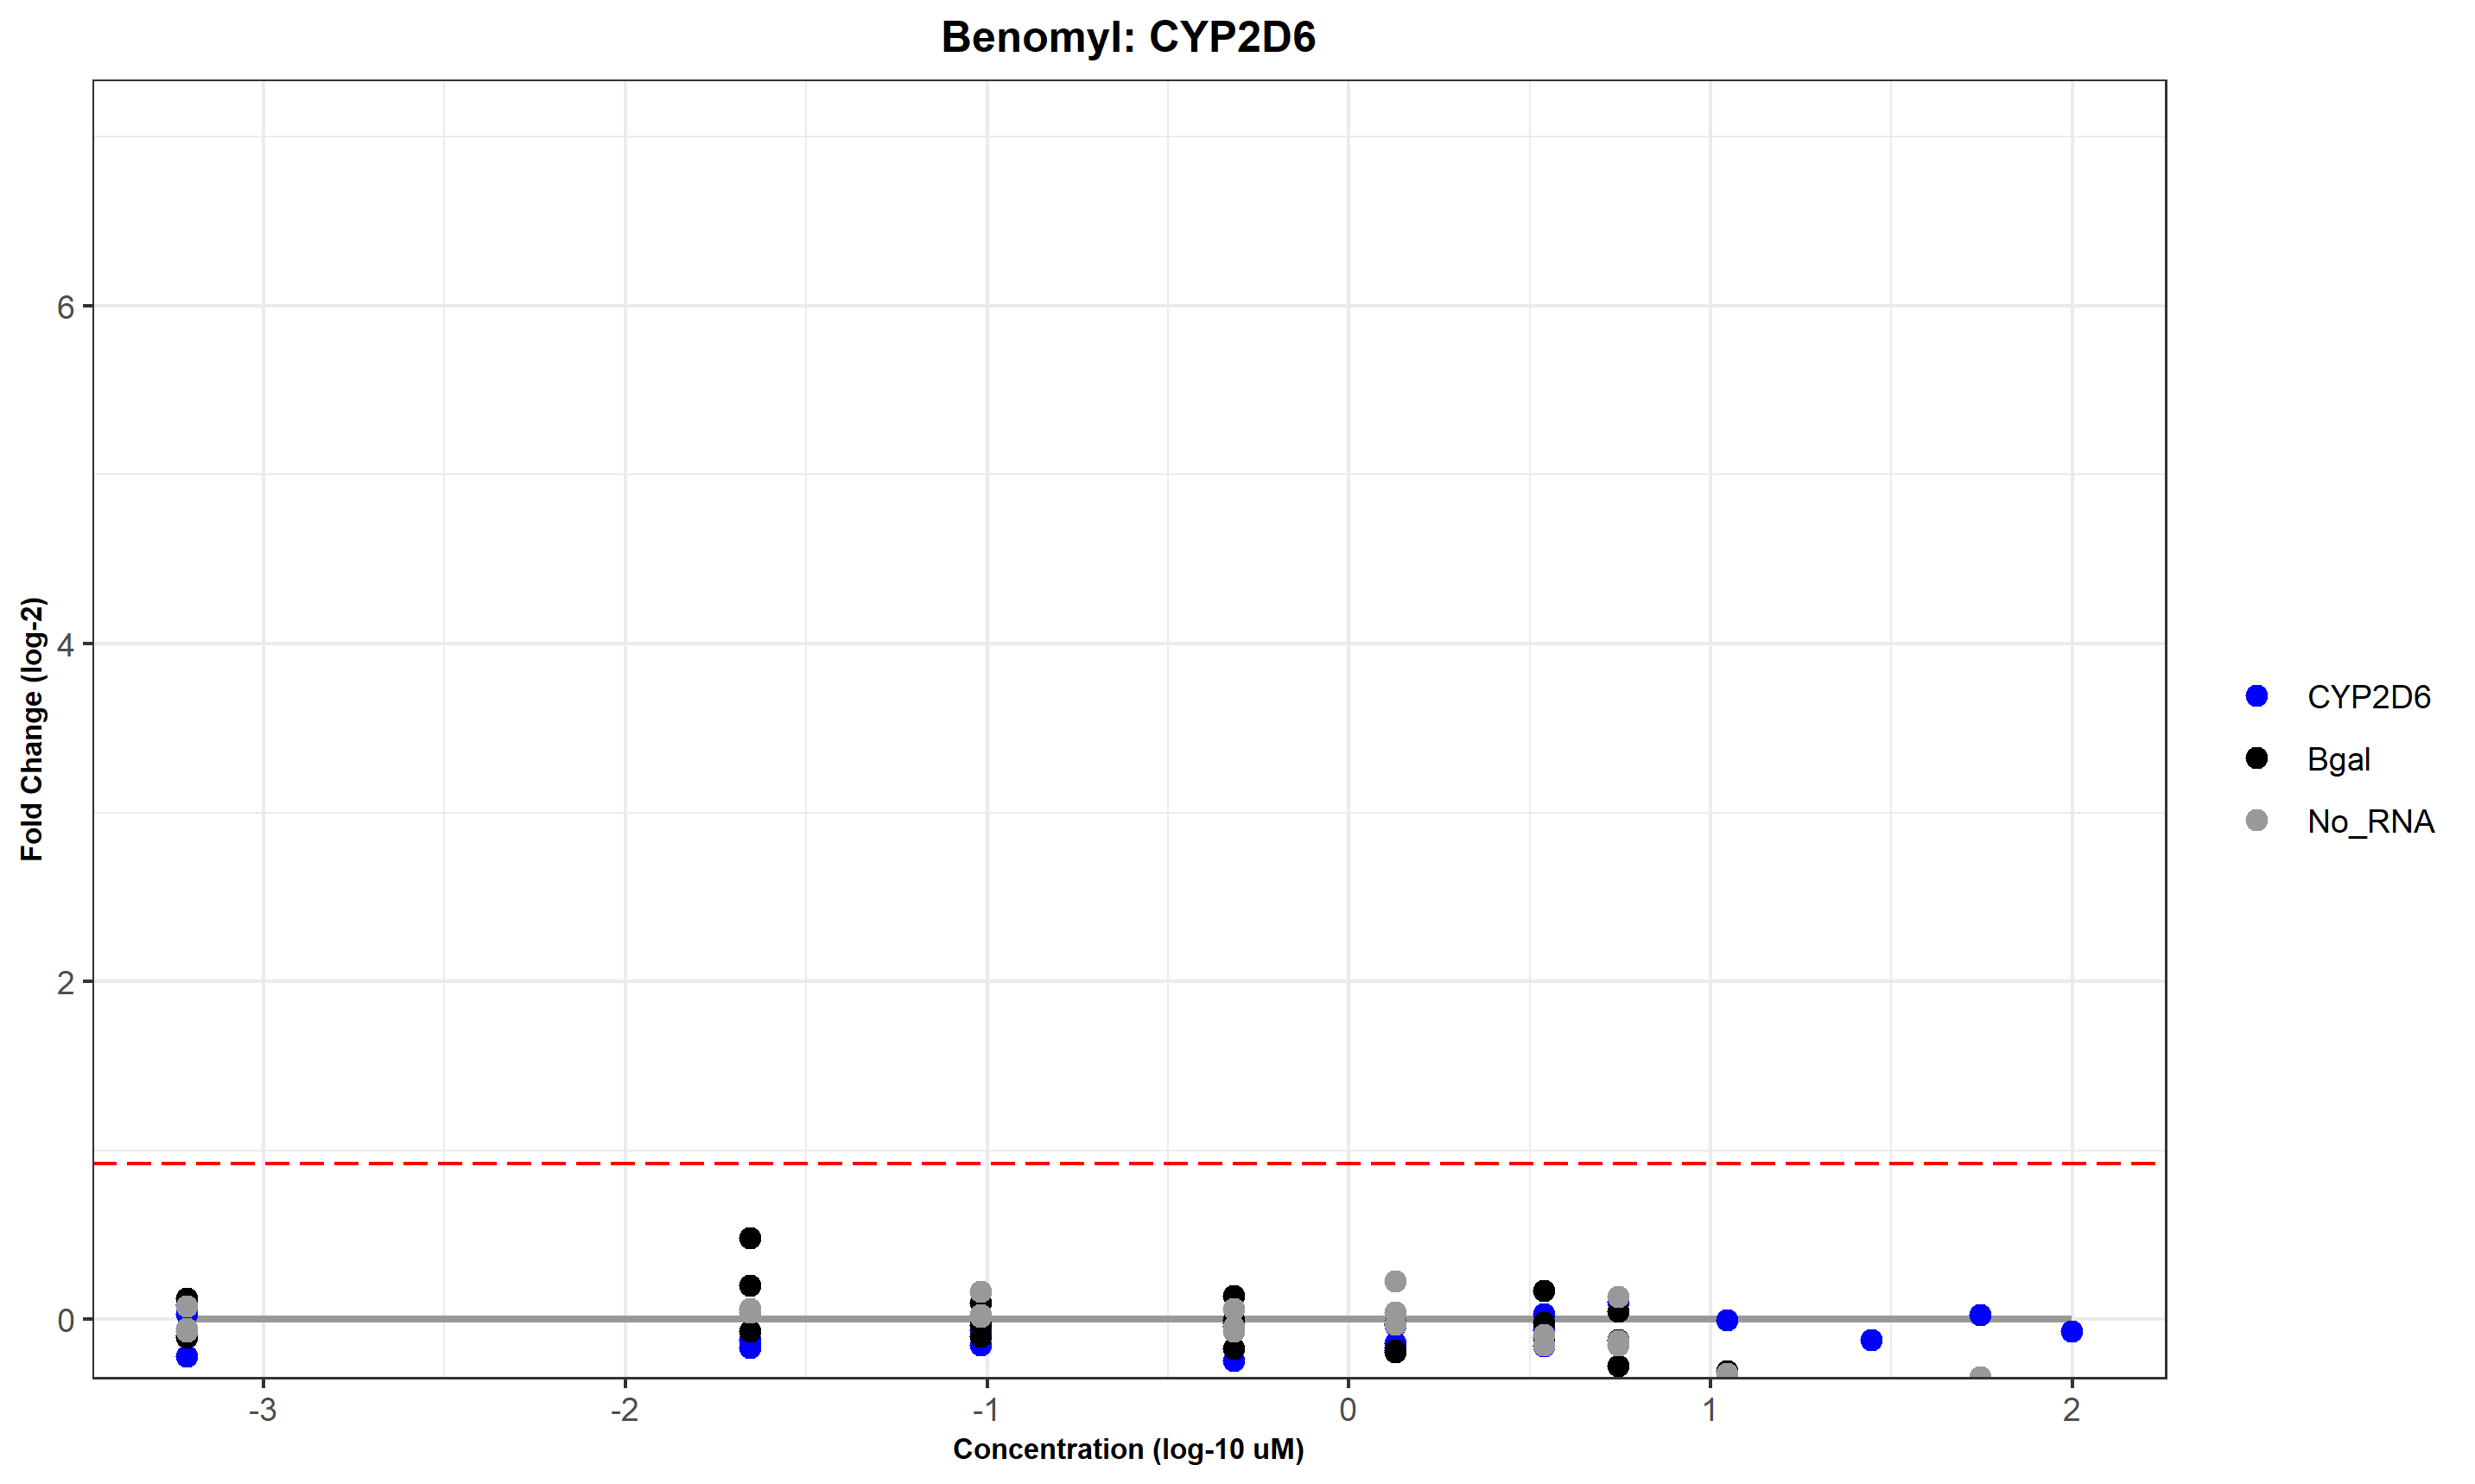 Benomyl: CYP2D6
Fold Change (log-2)
6
4
2
0
-3
-2
-1
0
1
2
Concentration (log-10 uM)
CYP2D6
Bgal
No_RNA